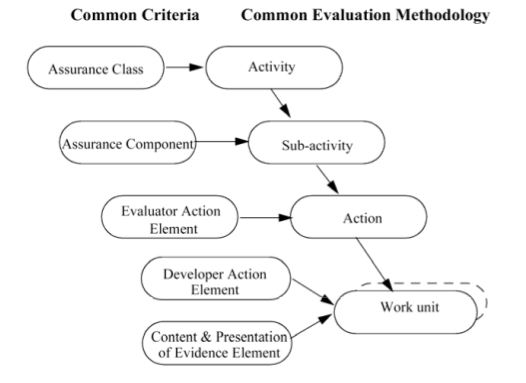 Common Criteria
Common Evaluation Methodology
Assurance Class
Activity
Assurance Component
Sub-activity
Evaluator Action
Element
Action
Developer Action
Element
Work unit
Content & Presentation
of Evidence Element